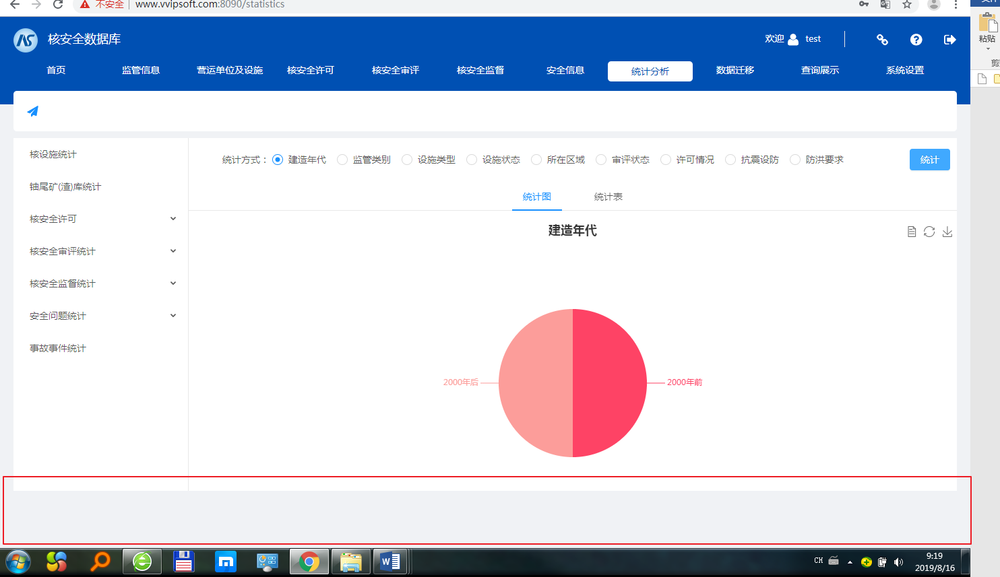 不安全 www.vvipsoft.com:8090/statistics
核安全数据库
欢迎 test
首页 监管信息 营运单位及设施 核安全许可 核安全审评 核安全监督 安全信息 统计分析 数据迁移 查询展示 系统设置
粘贴
核设施统计
铀尾矿(渣)库统计
核安全许可
核安全审评统计
核安全监督统计
安全问题统计
事故事件统计
统计方式： 建造年代 监管类别 设施类型 设施状态 所在区域 审评状态 许可情况 抗震设防 防洪要求 统计
统计图 统计表
建造年代
2000年后 2000年前
CH 9:19
2019/8/16